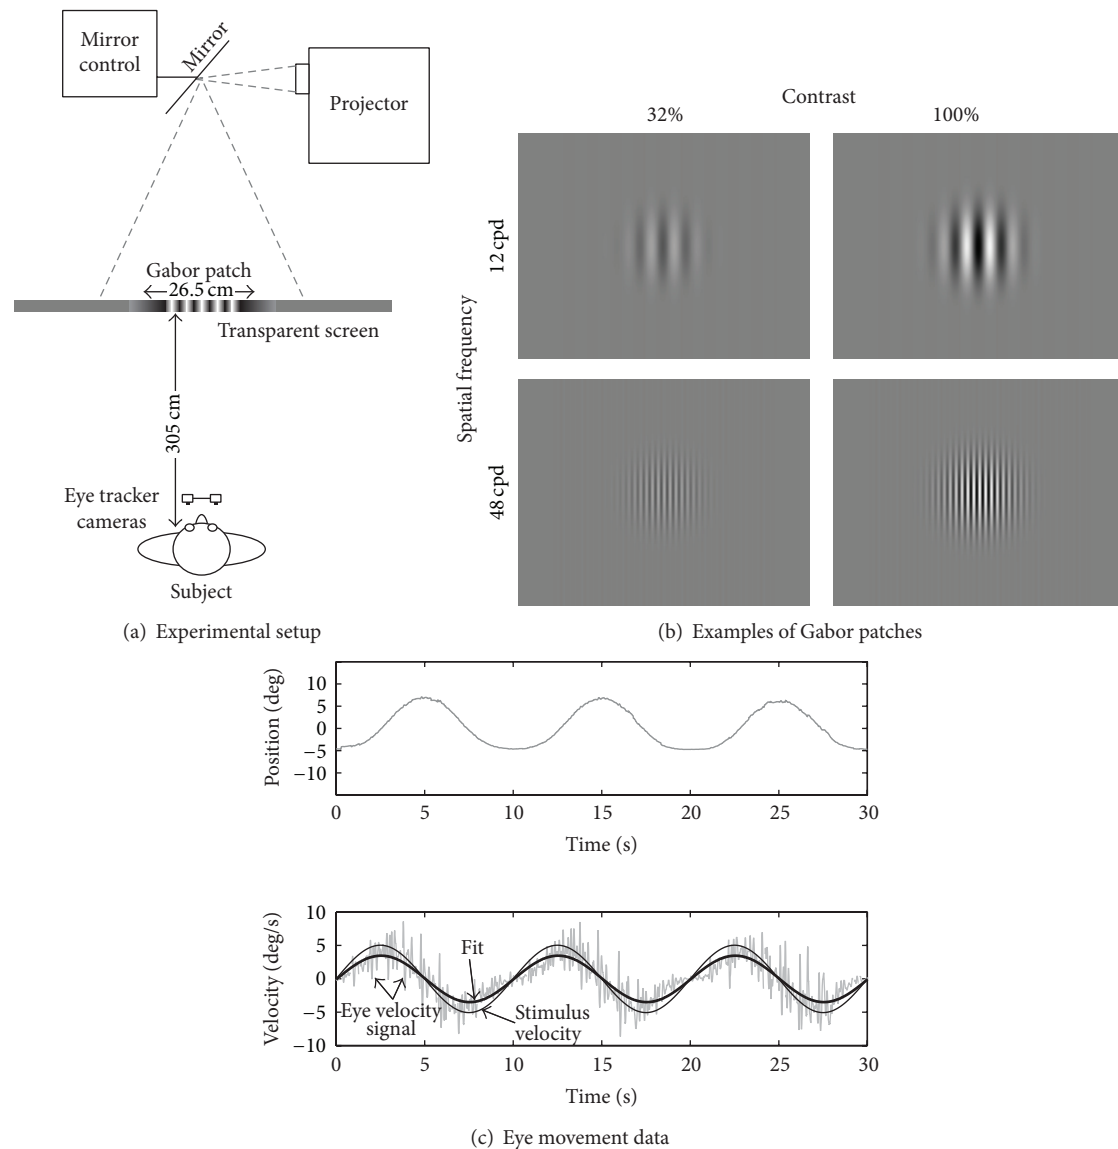 Mirror
control
Mirror
Projector
Gabor patch
26.5 cm
Transparent screen
305 cm
Eye tracker
cameras
Subject
(a) Experimental setup
Contrast
32%
100%
Spatial frequency
12 cpd
48 cpd
(b) Examples of Gabor patches
Position (deg)
10
5
0
−5
−10
0
5
10
15
20
25
30
Time (s)
Velocity (deg/s)
10
5
0
−5
−10
Fit
Eye velocity
signal
Stimulus
velocity
0
5
10
15
20
25
30
Time (s)
(c) Eye movement data